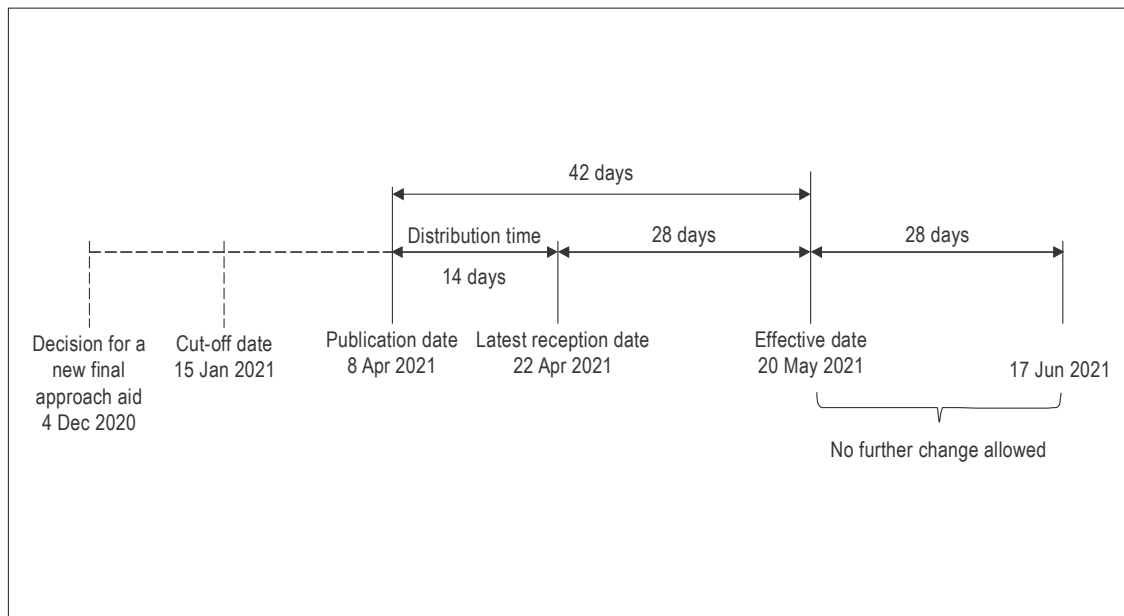 42 days
Distribution time
28 days
28 days
14 days
Decision for a
new final
approach aid
4 Dec 2020
Cut-off date
15 Jan 2021
Publication date
8 Apr 2021
Latest reception date
22 Apr 2021
Effective date
20 May 2021
17 Jun 2021
No further change allowed